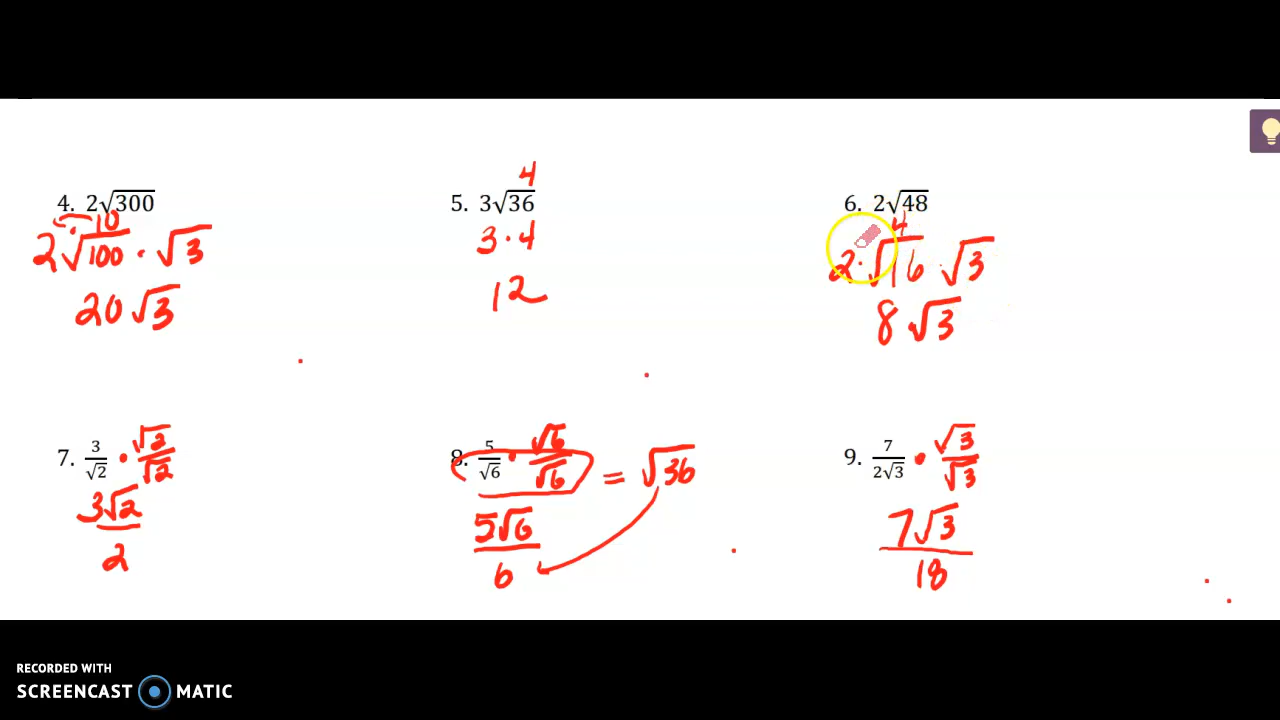 4. 2√300
10
2√100 · √3
20√3
5. 3√36
4
3 · 4
12
6. 2√48
4
2 · √16 · √3
8√3
7. 3/√2 · √2/√2
3√2/2
8. 5/√6 · √6/√6 = √36
5√6/6
9. 7/2√3 · √3/√3
7√3/18
RECORDED WITH
SCREENCAST MATIC